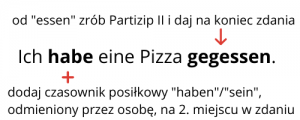 od "essen" zrób Partizip II i daj na koniec zdania
Ich habe eine Pizza gegessen.
dodaj czasownik posiłkowy "haben"/"sein",
odmieniony przez osobę, na 2. miejscu w zdaniu